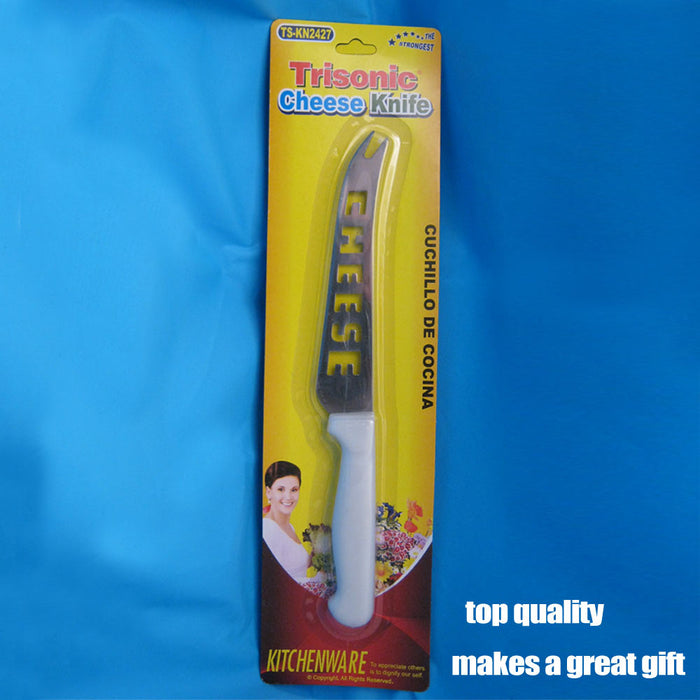 TS-KN2427
THE
STRONGEST
Trisonic
Cheese Knife
CHEESE
CUCHILLO DE COCINA
KITCHENWARE
To appreciate others
is to dignify our self.
© Copyright. All Rights Reserved.
top quality
makes a great gift